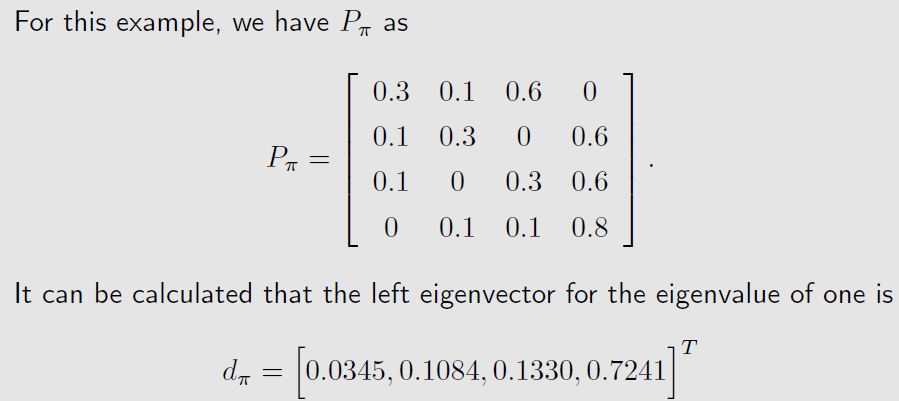 For this example, we have P_π as
0.3 0.1 0.6 0
0.1 0.3 0 0.6
P_π =
0.1 0 0.3 0.6 .
0 0.1 0.1 0.8
It can be calculated that the left eigenvector for the eigenvalue of one is
d_π = [0.0345, 0.1084, 0.1330, 0.7241]^T